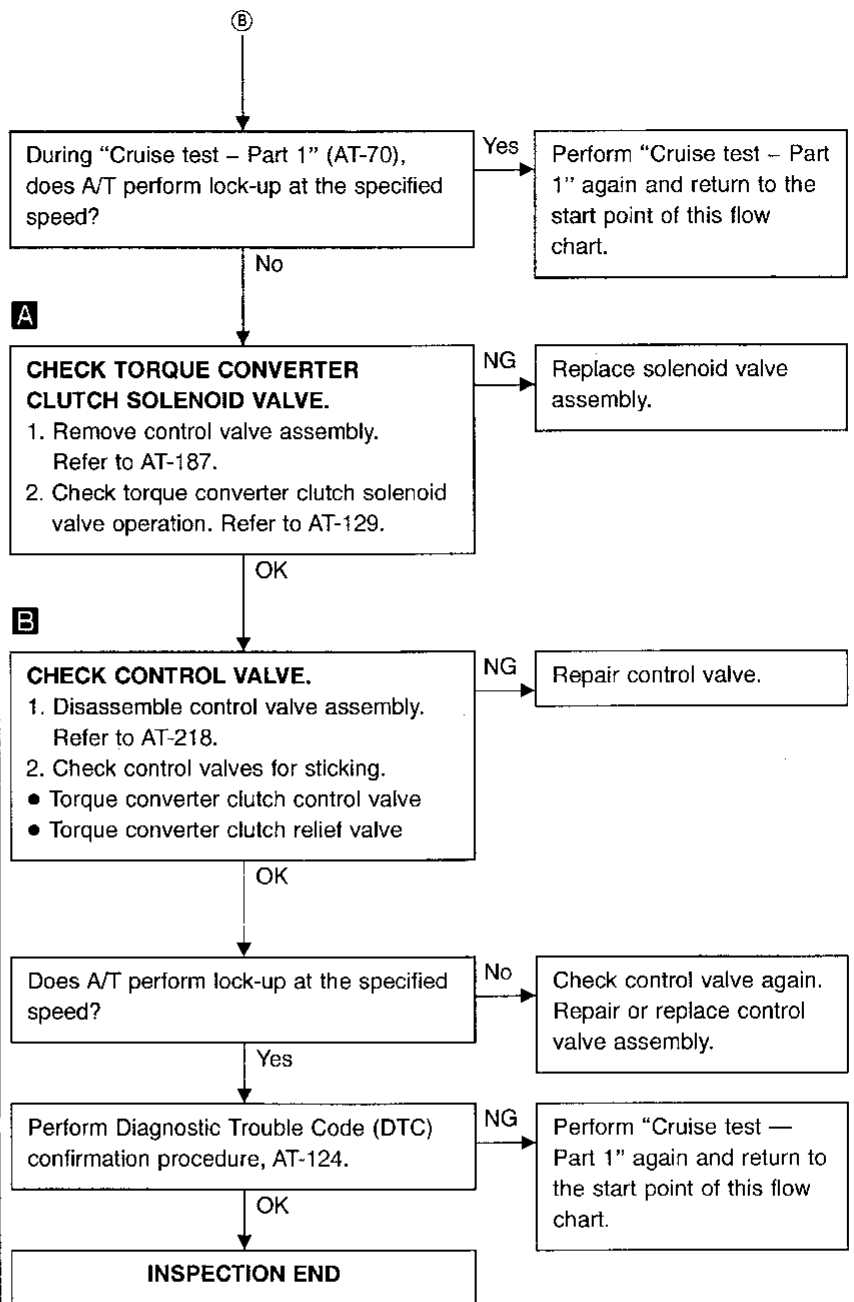 Ⓑ
During "Cruise test – Part 1" (AT-70),
does A/T perform lock-up at the specified
speed?
Yes
Perform "Cruise test – Part
1" again and return to the
start point of this flow
chart.
No
A
CHECK TORQUE CONVERTER
CLUTCH SOLENOID VALVE.
1. Remove control valve assembly.
Refer to AT-187.
2. Check torque converter clutch solenoid
valve operation. Refer to AT-129.
NG
Replace solenoid valve
assembly.
OK
B
CHECK CONTROL VALVE.
1. Disassemble control valve assembly.
Refer to AT-218.
2. Check control valves for sticking.
• Torque converter clutch control valve
• Torque converter clutch relief valve
NG
Repair control valve.
OK
Does A/T perform lock-up at the specified
speed?
No
Check control valve again.
Repair or replace control
valve assembly.
Yes
Perform Diagnostic Trouble Code (DTC)
confirmation procedure, AT-124.
NG
Perform "Cruise test —
Part 1" again and return to
the start point of this flow
chart.
OK
INSPECTION END